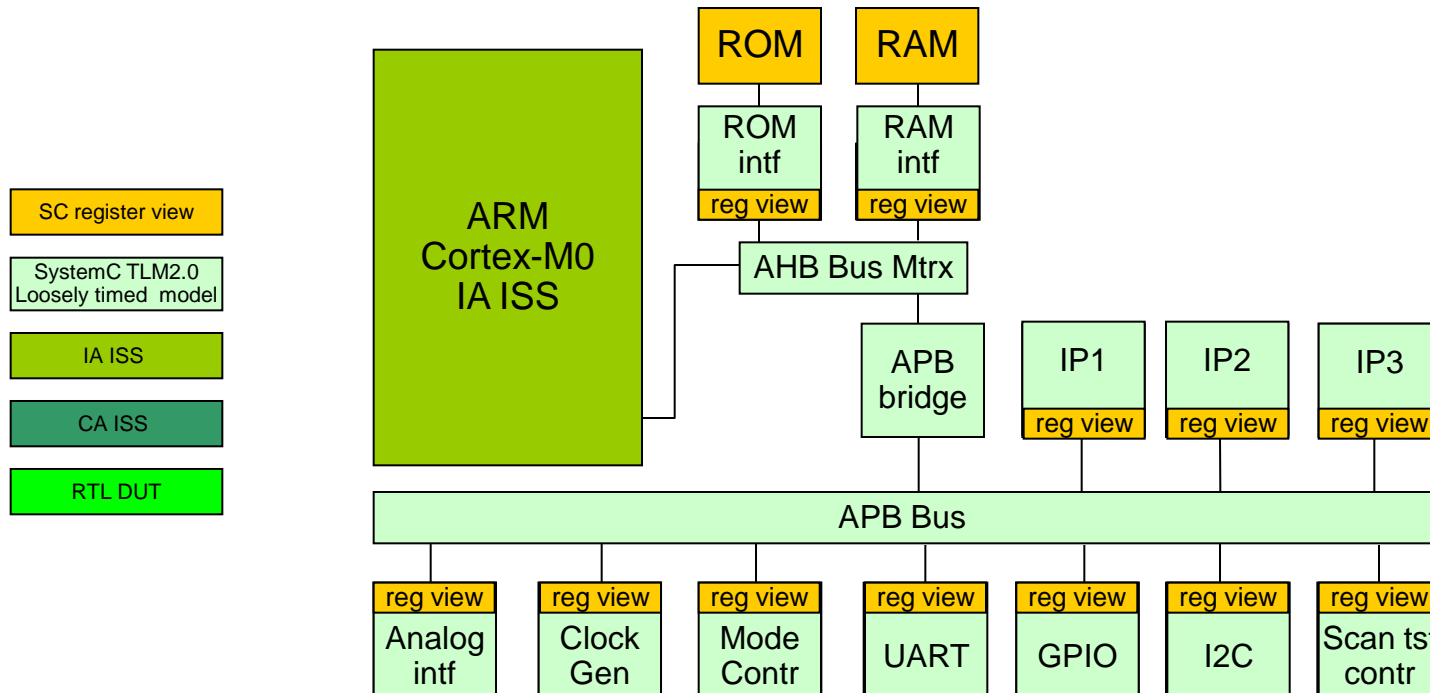 SC register view
SystemC TLM2.0
Loosely timed model
IA ISS
CA ISS
RTL DUT
ARM
Cortex-M0
IA ISS
ROM
RAM
ROM
intf
reg view
RAM
intf
reg view
AHB Bus Mtrx
APB
bridge
IP1
reg view
IP2
reg view
IP3
reg view
APB Bus
reg view
Analog
intf
reg view
Clock
Gen
reg view
Mode
Contr
reg view
UART
reg view
GPIO
reg view
I2C
reg view
Scan tst
contr